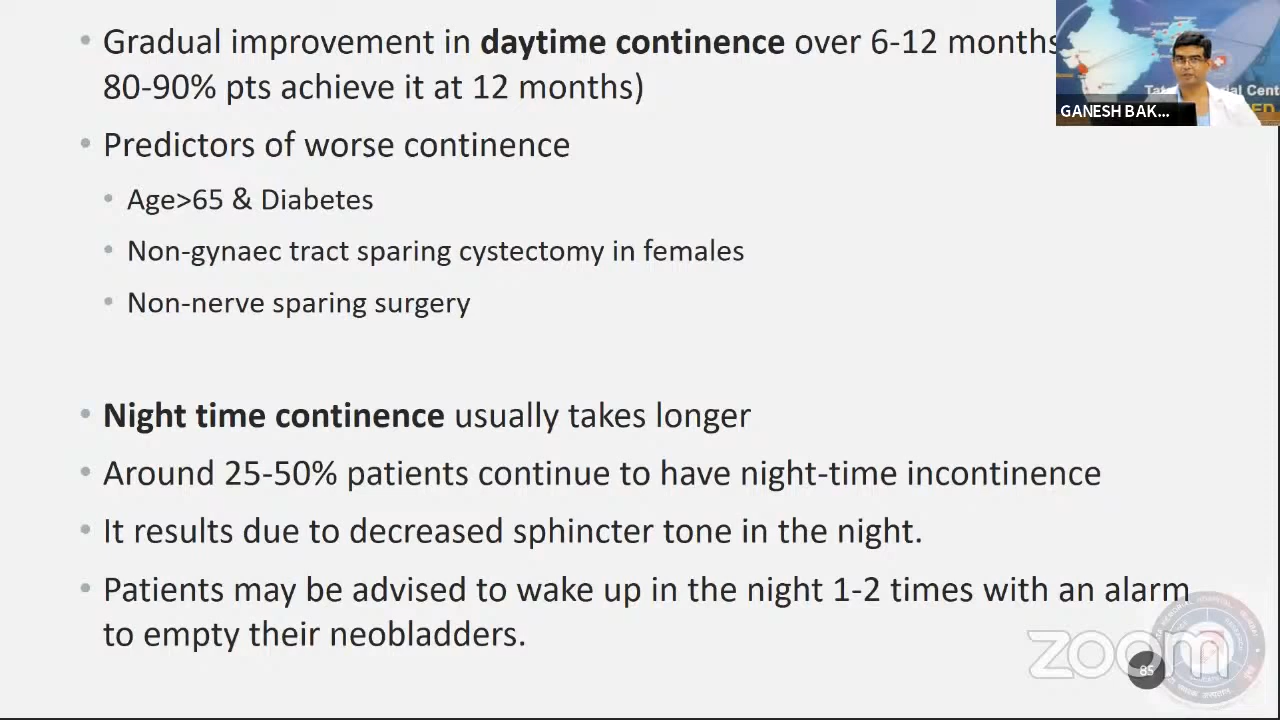 Gradual improvement in daytime continence over 6-12 months
80-90% pts achieve it at 12 months)
GANESH BAK...
Predictors of worse continence
Age>65 & Diabetes
Non-gynaec tract sparing cystectomy in females
Non-nerve sparing surgery
Night time continence usually takes longer
Around 25-50% patients continue to have night-time incontinence
It results due to decreased sphincter tone in the night.
Patients may be advised to wake up in the night 1-2 times with an alarm
to empty their neobladders.
zoom
85